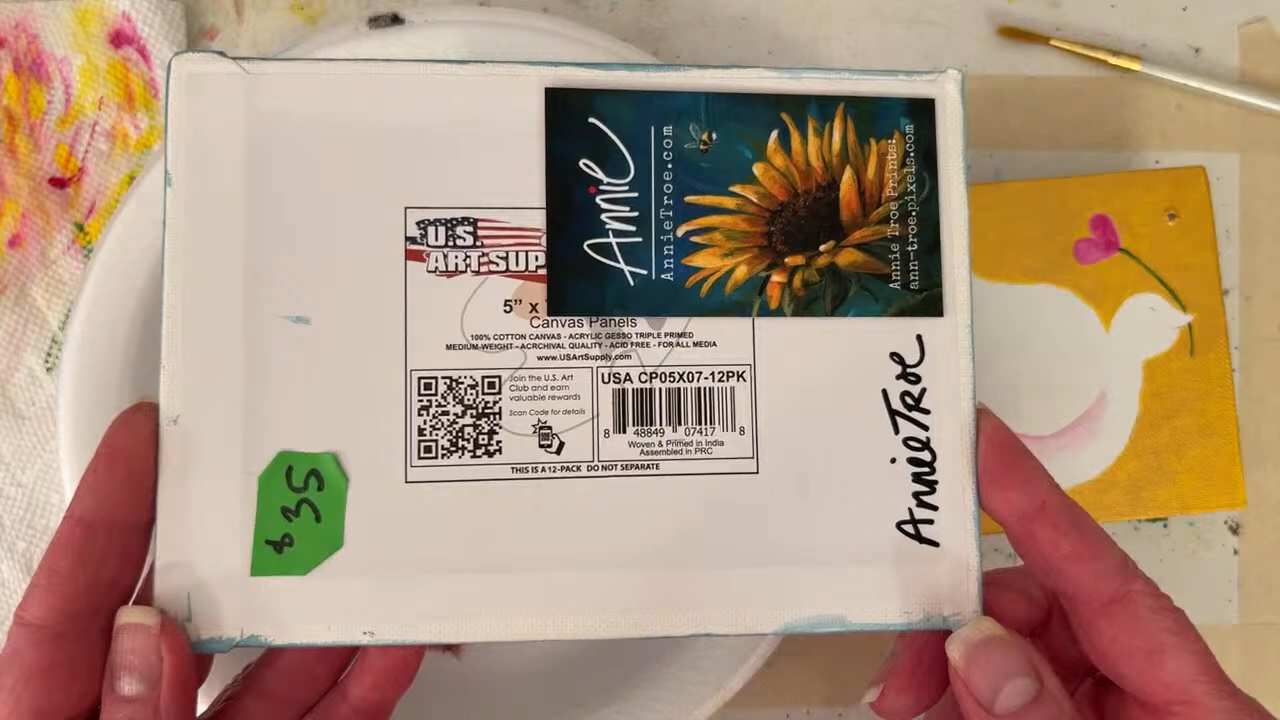 Annie
AnnieTroe.com
Annie Troe Prints:
ann-troe.pixels.com
U.S.
ART SUP
5" x
Canvas Panels
100% COTTON CANVAS - ACRYLIC GESSO TRIPLE PRIMED
MEDIUM-WEIGHT - ACRCHIVAL QUALITY - ACID FREE - FOR ALL MEDIA
www.USArtSupply.com
Join the U.S. Art
Club and earn
valuable rewards
Scan Code for details
USA CP05X07-12PK
8 48849 07417 8
Woven & Primed in India
Assembled in PRC
THIS IS A 12-PACK DO NOT SEPARATE
$35
AnnieTroe